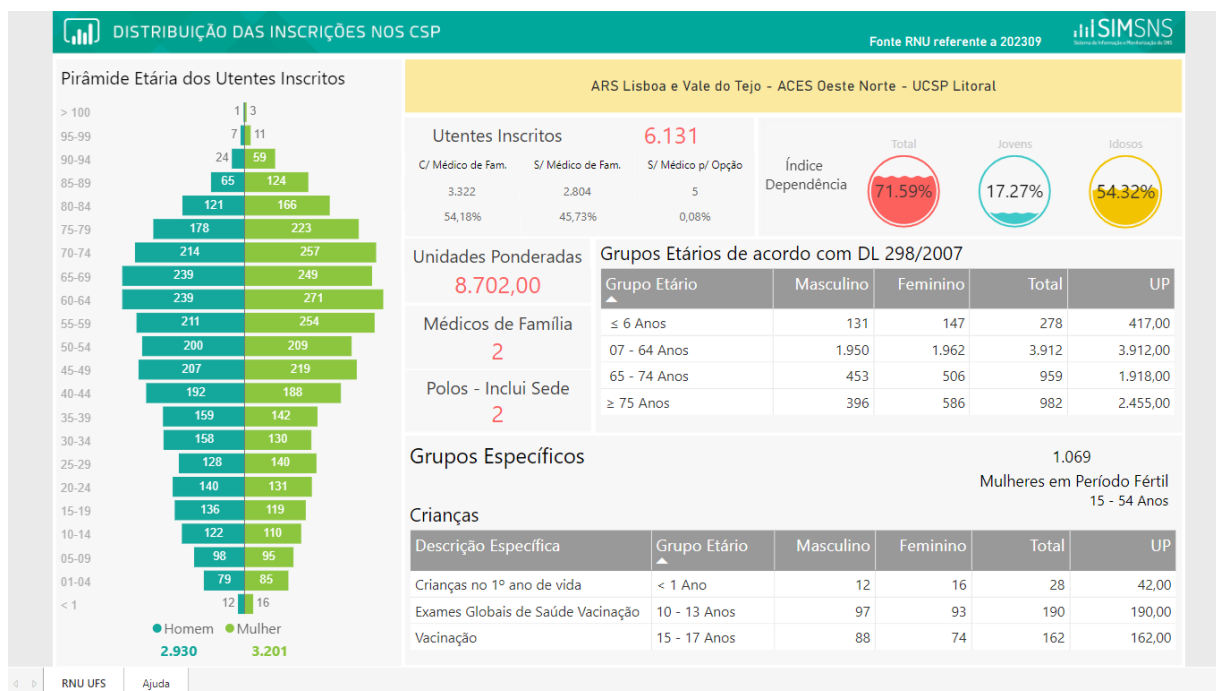 DISTRIBUIÇÃO DAS INSCRIÇÕES NOS CSP
Fonte RNU referente a 202309
SIMSNS
Sistema de Informação e Monitorização do SNS
Pirâmide Etária dos Utentes Inscritos
> 100 1 3
95-99 7 11
90-94 24 59
85-89 65 124
80-84 121 166
75-79 178 223
70-74 214 257
65-69 239 249
60-64 239 271
55-59 211 254
50-54 200 209
45-49 207 219
40-44 192 188
35-39 159 142
30-34 158 130
25-29 128 140
20-24 140 131
15-19 136 119
10-14 122 110
05-09 98 95
01-04 79 85
< 1 12 16
Homem Mulher
2.930 3.201
ARS Lisboa e Vale do Tejo - ACES Oeste Norte - UCSP Litoral
Utentes Inscritos 6.131
C/ Médico de Fam. S/ Médico de Fam. S/ Médico p/ Opção
3.322 2.804 5
54,18% 45,73% 0,08%
Índice Dependência
Total Jovens Idosos
71.59% 17.27% 54.32%
Unidades Ponderadas
8.702,00
Médicos de Família
2
Polos - Inclui Sede
2
Grupos Etários de acordo com DL 298/2007
Grupo Etário Masculino Feminino Total UP
≤ 6 Anos 131 147 278 417,00
07 - 64 Anos 1.950 1.962 3.912 3.912,00
65 - 74 Anos 453 506 959 1.918,00
≥ 75 Anos 396 586 982 2.455,00
Grupos Específicos
1.069
Mulheres em Período Fértil
15 - 54 Anos
Crianças
Descrição Específica Grupo Etário Masculino Feminino Total UP
Crianças no 1º ano de vida < 1 Ano 12 16 28 42,00
Exames Globais de Saúde Vacinação 10 - 13 Anos 97 93 190 190,00
Vacinação 15 - 17 Anos 88 74 162 162,00
RNU UFS Ajuda